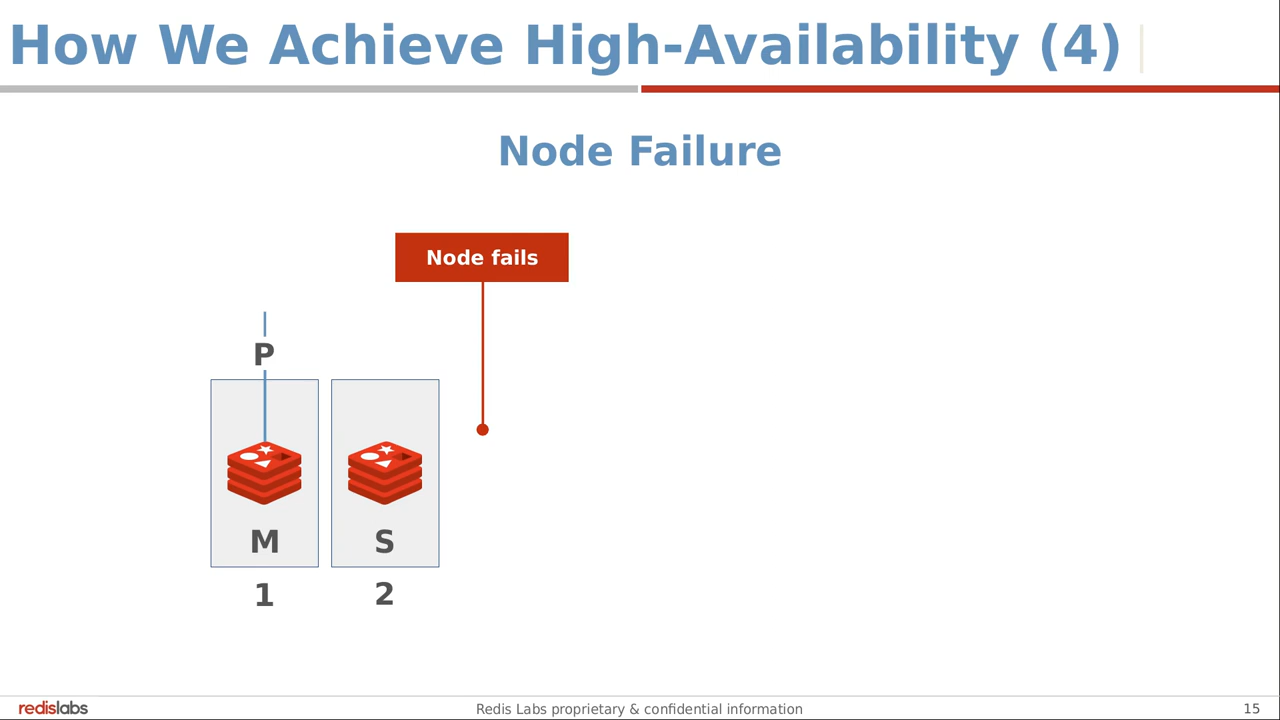 How We Achieve High-Availability (4)
Node Failure
Node fails
P
M
S
1
2
redislabs
Redis Labs proprietary & confidential information
15